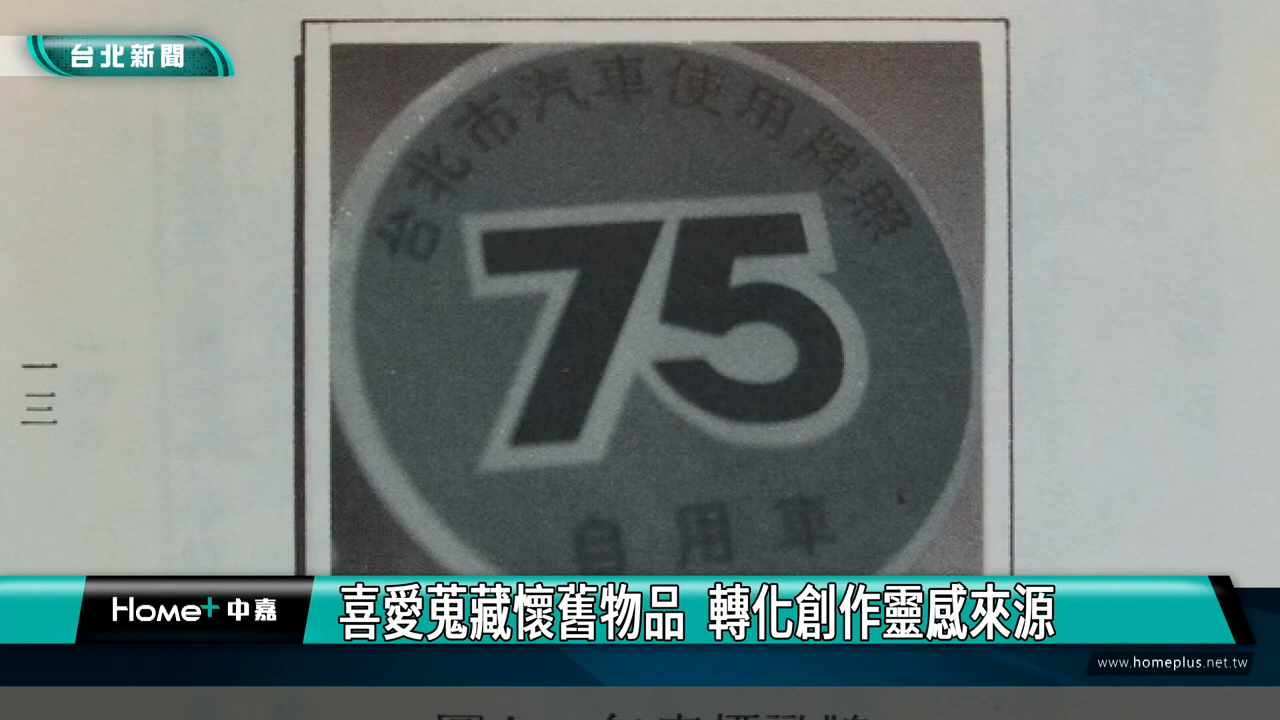 台北新聞
台北市汽車使用牌照
75
自用車
一三
Home+中嘉
喜愛蒐藏懷舊物品 轉化創作靈感來源
www.homeplus.net.tw